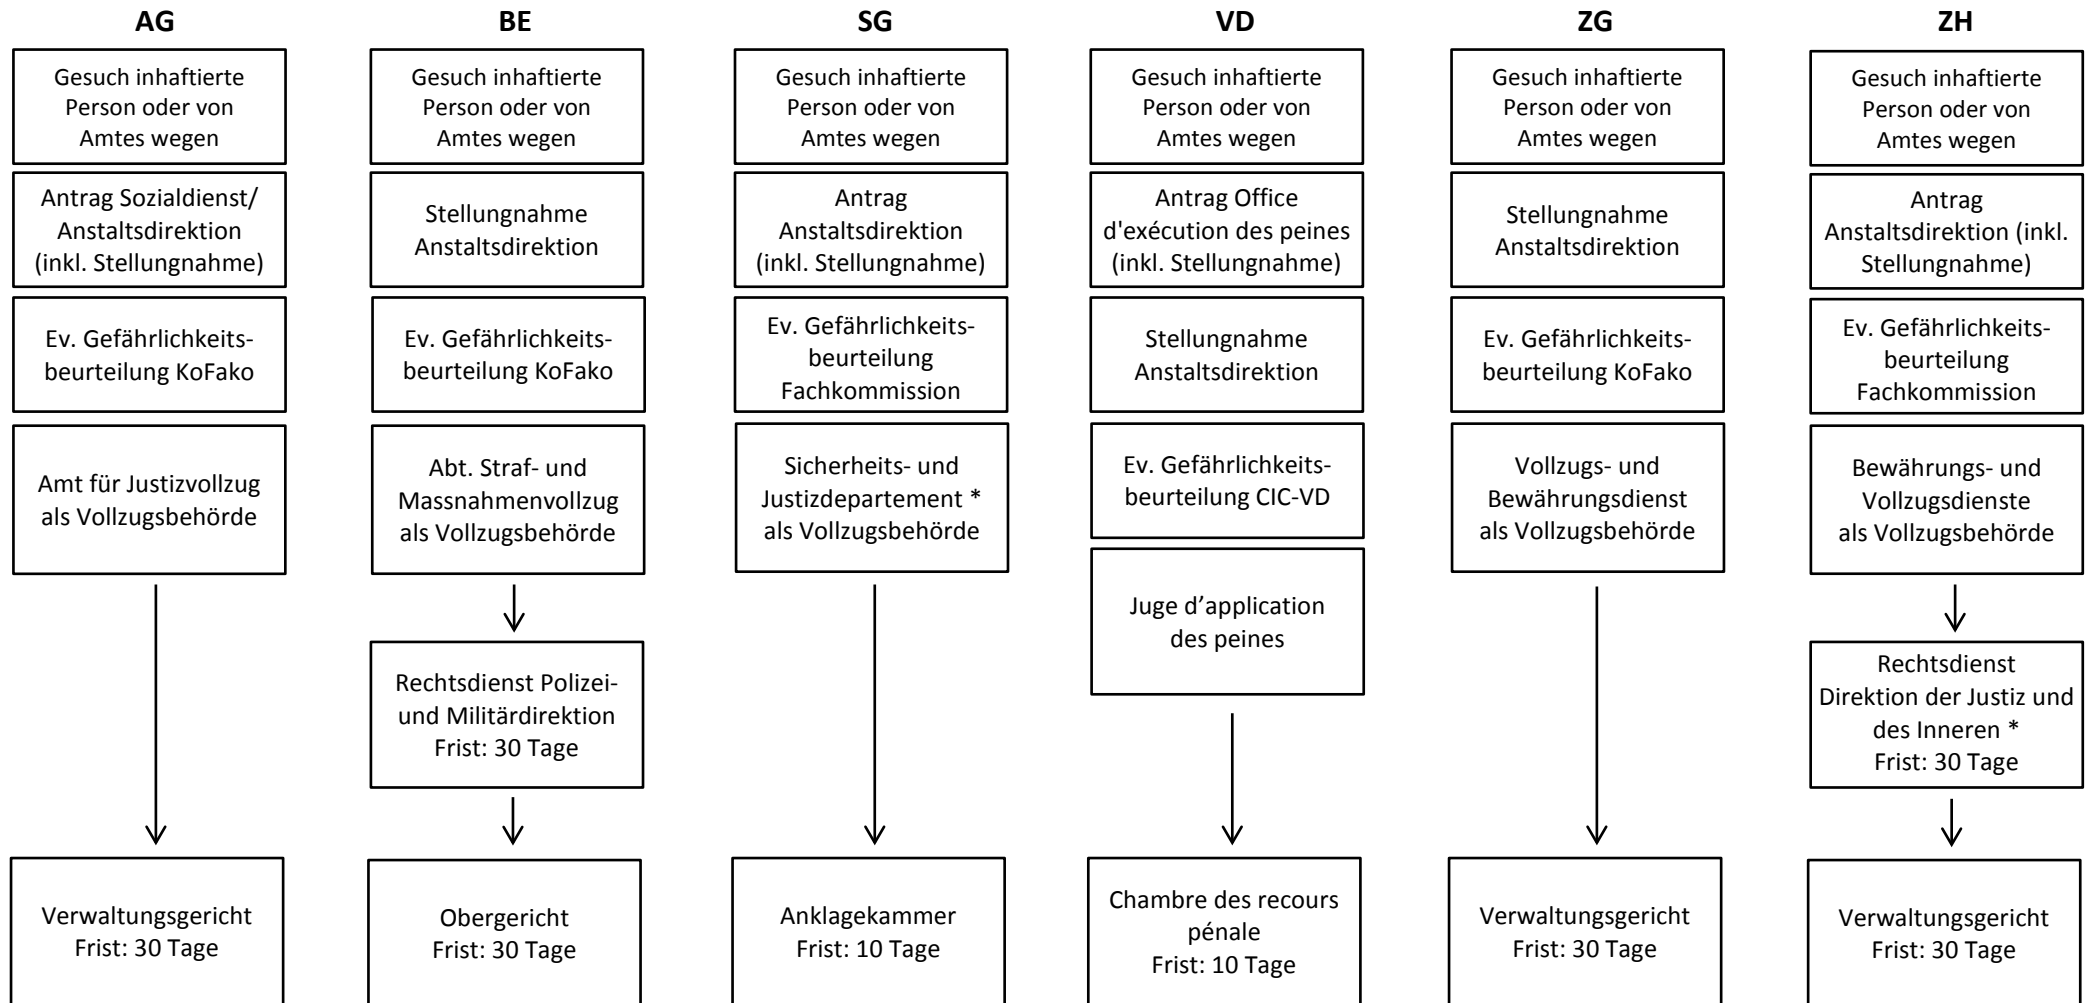 AG
Gesuch inhaftierte
Person oder von
Amtes wegen
Antrag Sozialdienst/
Anstaltsdirektion
(inkl. Stellungnahme)
Ev. Gefährlichkeits-
beurteilung KoFako
Amt für Justizvollzug
als Vollzugsbehörde
Verwaltungsgericht
Frist: 30 Tage
BE
Gesuch inhaftierte
Person oder von
Amtes wegen
Stellungnahme
Anstaltsdirektion
Ev. Gefährlichkeits-
beurteilung KoFako
Abt. Straf- und
Massnahmenvollzug
als Vollzugsbehörde
Rechtsdienst Polizei-
und Militärdirektion
Frist: 30 Tage
Obergericht
Frist: 30 Tage
SG
Gesuch inhaftierte
Person oder von
Amtes wegen
Antrag
Anstaltsdirektion
(inkl. Stellungnahme)
Ev. Gefährlichkeits-
beurteilung
Fachkommission
Sicherheits- und
Justizdepartement *
als Vollzugsbehörde
Anklagekammer
Frist: 10 Tage
VD
Gesuch inhaftierte
Person oder von
Amtes wegen
Antrag Office
d'exécution des peines
(inkl. Stellungnahme)
Stellungnahme
Anstaltsdirektion
Ev. Gefährlichkeits-
beurteilung CIC-VD
Juge d’application
des peines
Chambre des recours
pénale
Frist: 10 Tage
ZG
Gesuch inhaftierte
Person oder von
Amtes wegen
Stellungnahme
Anstaltsdirektion
Ev. Gefährlichkeits-
beurteilung KoFako
Vollzugs- und
Bewährungsdienst
als Vollzugsbehörde
Verwaltungsgericht
Frist: 30 Tage
ZH
Gesuch inhaftierte
Person oder von
Amtes wegen
Antrag
Anstaltsdirektion (inkl.
Stellungnahme)
Ev. Gefährlichkeits-
beurteilung
Fachkommission
Bewährungs- und
Vollzugsdienste
als Vollzugsbehörde
Rechtsdienst
Direktion der Justiz und
des Inneren *
Frist: 30 Tage
Verwaltungsgericht
Frist: 30 Tage